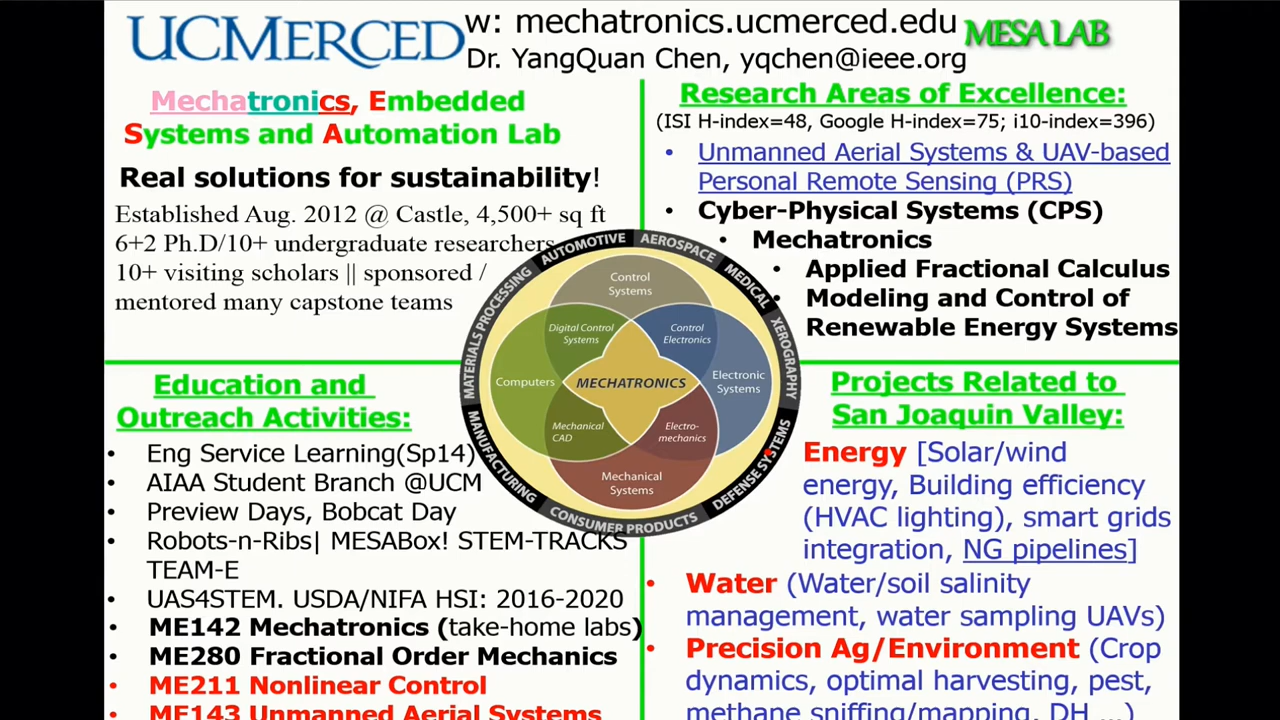 UCMERCED
w: mechatronics.ucmerced.edu
MESA LAB
Dr. YangQuan Chen, yqchen@ieee.org
Mechatronics, Embedded
Systems and Automation Lab
Real solutions for sustainability!
Established Aug. 2012 @ Castle, 4,500+ sq ft
6+2 Ph.D/10+ undergraduate researchers
10+ visiting scholars || sponsored /
mentored many capstone teams
Research Areas of Excellence:
(ISI H-index=48, Google H-index=75; i10-index=396)
• Unmanned Aerial Systems & UAV-based
Personal Remote Sensing (PRS)
• Cyber-Physical Systems (CPS)
• Mechatronics
• Applied Fractional Calculus
• Modeling and Control of
Renewable Energy Systems
MATERIALS PROCESSING
AUTOMOTIVE
AEROSPACE
MEDICAL
XEROGRAPHY
DEFENSE SYSTEMS
CONSUMER PRODUCTS
MANUFACTURING
Control
Systems
Digital Control
Systems
Control
Electronics
Computers
MECHATRONICS
Electronic
Systems
Mechanical
CAD
Electro-
mechanics
Mechanical
Systems
Education and
Outreach Activities:
• Eng Service Learning(Sp14)
• AIAA Student Branch @UCM
• Preview Days, Bobcat Day
• Robots-n-Ribs| MESABox! STEM-TRACKS
TEAM-E
• UAS4STEM. USDA/NIFA HSI: 2016-2020
• ME142 Mechatronics (take-home labs)
• ME280 Fractional Order Mechanics
• ME211 Nonlinear Control
• ME143 Unmanned Aerial Systems
Projects Related to
San Joaquin Valley:
• Energy [Solar/wind
energy, Building efficiency
(HVAC lighting), smart grids
integration, NG pipelines]
• Water (Water/soil salinity
management, water sampling UAVs)
• Precision Ag/Environment (Crop
dynamics, optimal harvesting, pest,
methane sniffing/mapping, DH ...)